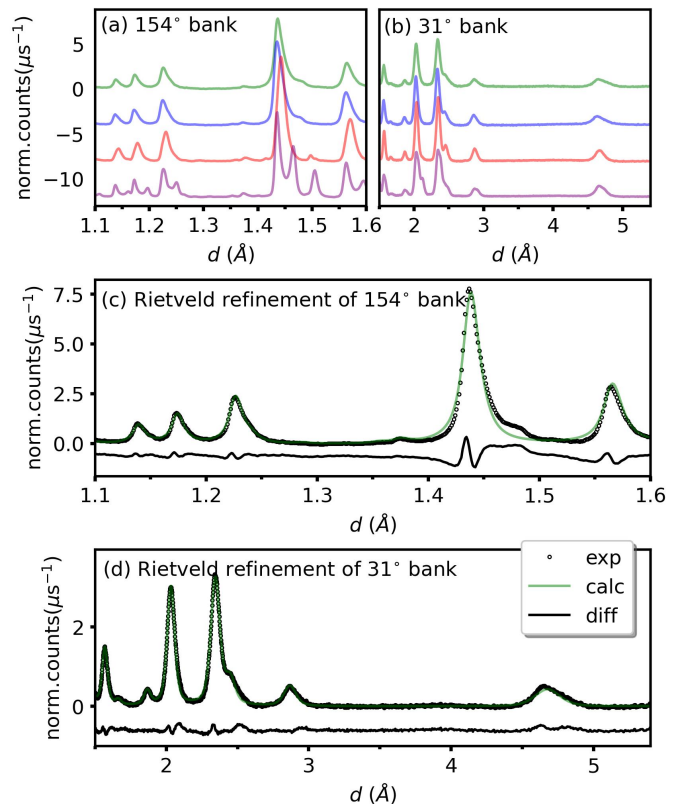 (a) 154° bank
(b) 31° bank
norm.counts(μs⁻¹)
5
0
−5
−10
1.1 1.2 1.3 1.4 1.5 1.6
2 3 4 5
d (Å)
d (Å)
(c) Rietveld refinement of 154° bank
norm.counts(μs⁻¹)
7.5
5.0
2.5
0.0
1.1 1.2 1.3 1.4 1.5 1.6
d (Å)
(d) Rietveld refinement of 31° bank
exp
calc
diff
norm.counts(μs⁻¹)
2
0
2 3 4 5
d (Å)